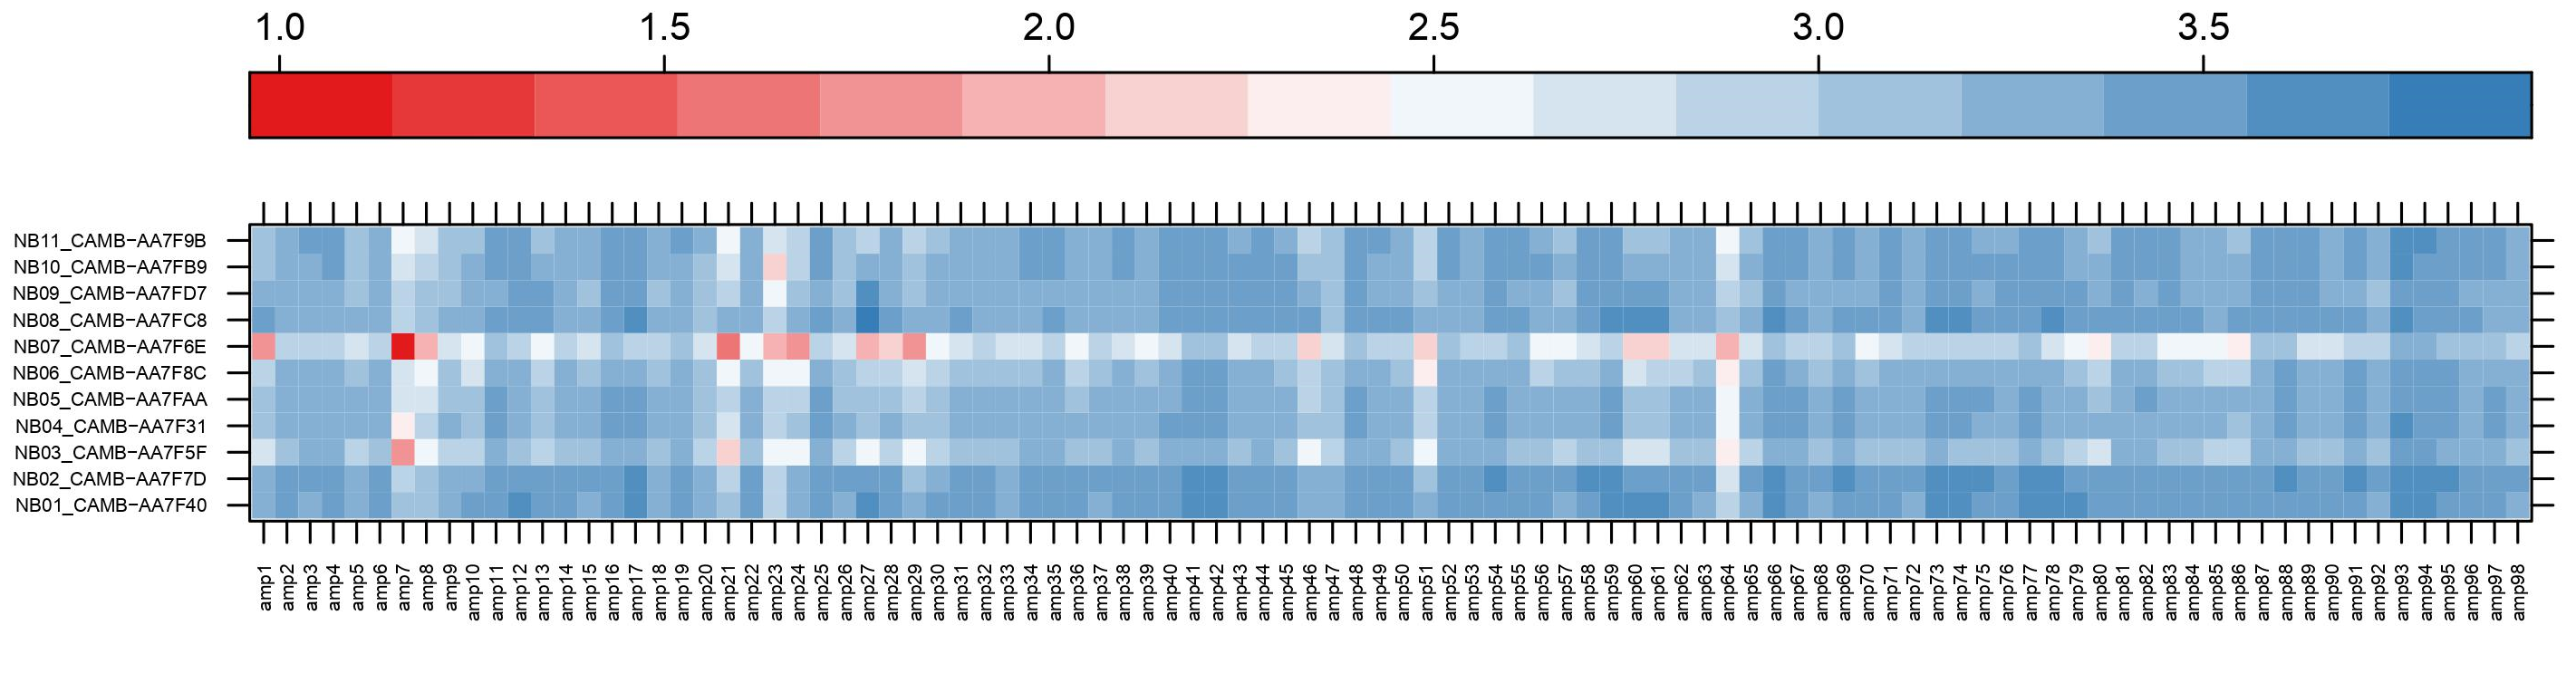 1.0 1.5 2.0 2.5 3.0 3.5
NB11_CAMB−AA7F9B
NB10_CAMB−AA7FB9
NB09_CAMB−AA7FD7
NB08_CAMB−AA7FC8
NB07_CAMB−AA7F6E
NB06_CAMB−AA7F8C
NB05_CAMB−AA7FAA
NB04_CAMB−AA7F31
NB03_CAMB−AA7F5F
NB02_CAMB−AA7F7D
NB01_CAMB−AA7F40
amp1
amp2
amp3
amp4
amp5
amp6
amp7
amp8
amp9
amp10
amp11
amp12
amp13
amp14
amp15
amp16
amp17
amp18
amp19
amp20
amp21
amp22
amp23
amp24
amp25
amp26
amp27
amp28
amp29
amp30
amp31
amp32
amp33
amp34
amp35
amp36
amp37
amp38
amp39
amp40
amp41
amp42
amp43
amp44
amp45
amp46
amp47
amp48
amp49
amp50
amp51
amp52
amp53
amp54
amp55
amp56
amp57
amp58
amp59
amp60
amp61
amp62
amp63
amp64
amp65
amp66
amp67
amp68
amp69
amp70
amp71
amp72
amp73
amp74
amp75
amp76
amp77
amp78
amp79
amp80
amp81
amp82
amp83
amp84
amp85
amp86
amp87
amp88
amp89
amp90
amp91
amp92
amp93
amp94
amp95
amp96
amp97
amp98